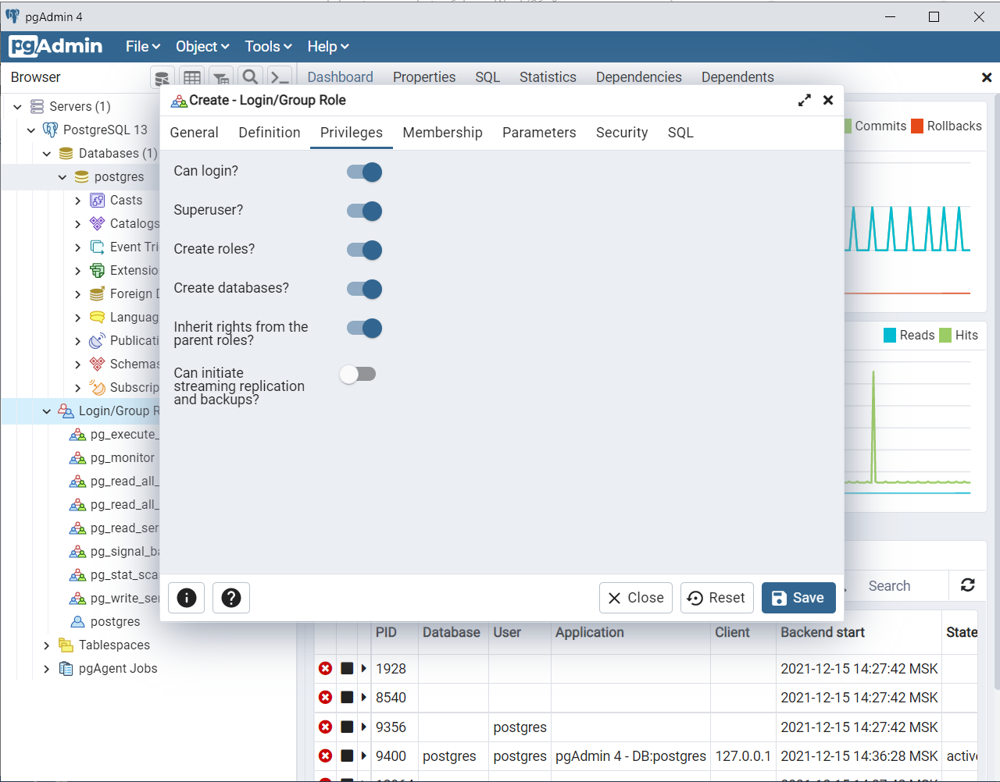 pgAdmin 4
pgAdmin File Object Tools Help
Browser
Dashboard Properties SQL Statistics Dependencies Dependents
Servers (1)
PostgreSQL 13
Databases (1)
postgres
Casts
Catalogs
Event Tri
Extensio
Foreign D
Languag
Publicati
Schemas
Subscrip
Login/Group R
pg_execute_
pg_monitor
pg_read_all_
pg_read_all_
pg_read_ser
pg_signal_ba
pg_stat_sca
pg_write_ser
postgres
Tablespaces
pgAgent Jobs
Create - Login/Group Role
General Definition Privileges Membership Parameters Security SQL
Can login?
Superuser?
Create roles?
Create databases?
Inherit rights from the
parent roles?
Can initiate
streaming replication
and backups?
Close Reset Save
Commits Rollbacks
Reads Hits
Search
PID Database User Application Client Backend start State
1928 2021-12-15 14:27:42 MSK
8540 2021-12-15 14:27:42 MSK
9356 postgres 2021-12-15 14:27:42 MSK
9400 postgres postgres pgAdmin 4 - DB:postgres 127.0.0.1 2021-12-15 14:36:28 MSK active